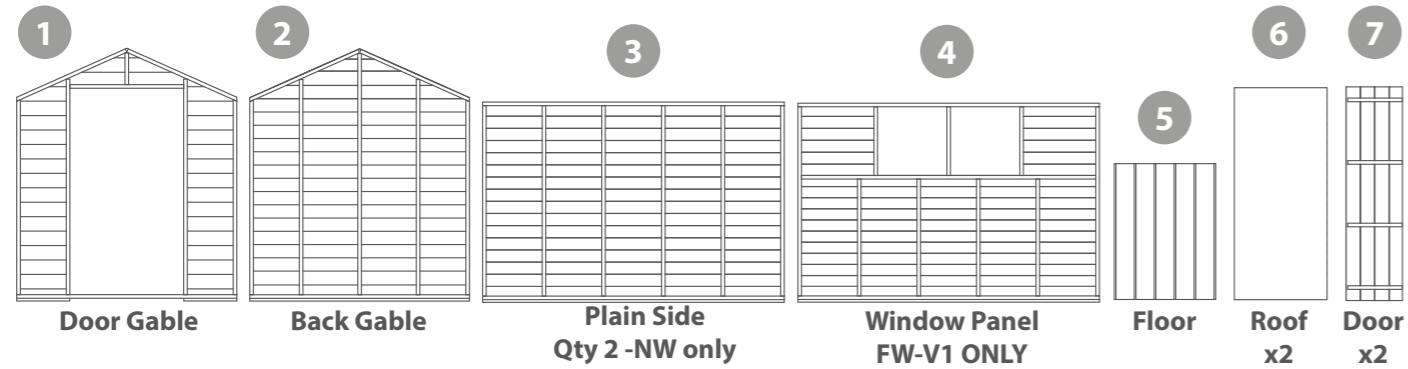 1
Door Gable
2
Back Gable
3
Plain Side
Qty 2 -NW only
4
Window Panel
FW-V1 ONLY
5
Floor
6
Roof
x2
7
Door
x2